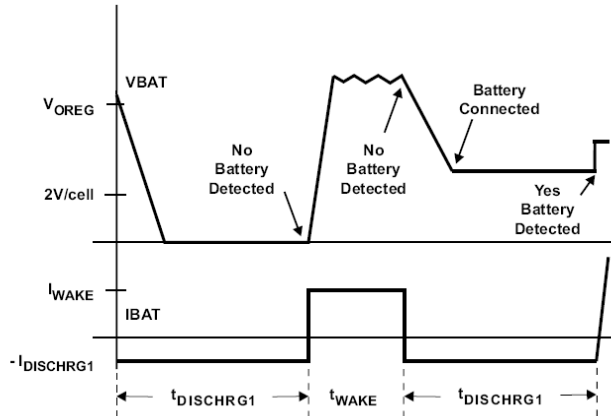 VBAT
VOREG
Battery
Connected
No
Battery
Detected
No
Battery
Detected
2V/cell
Yes
Battery
Detected
IWAKE
IBAT
- IDISCHRG1
tDISCHRG1
tWAKE
tDISCHRG1